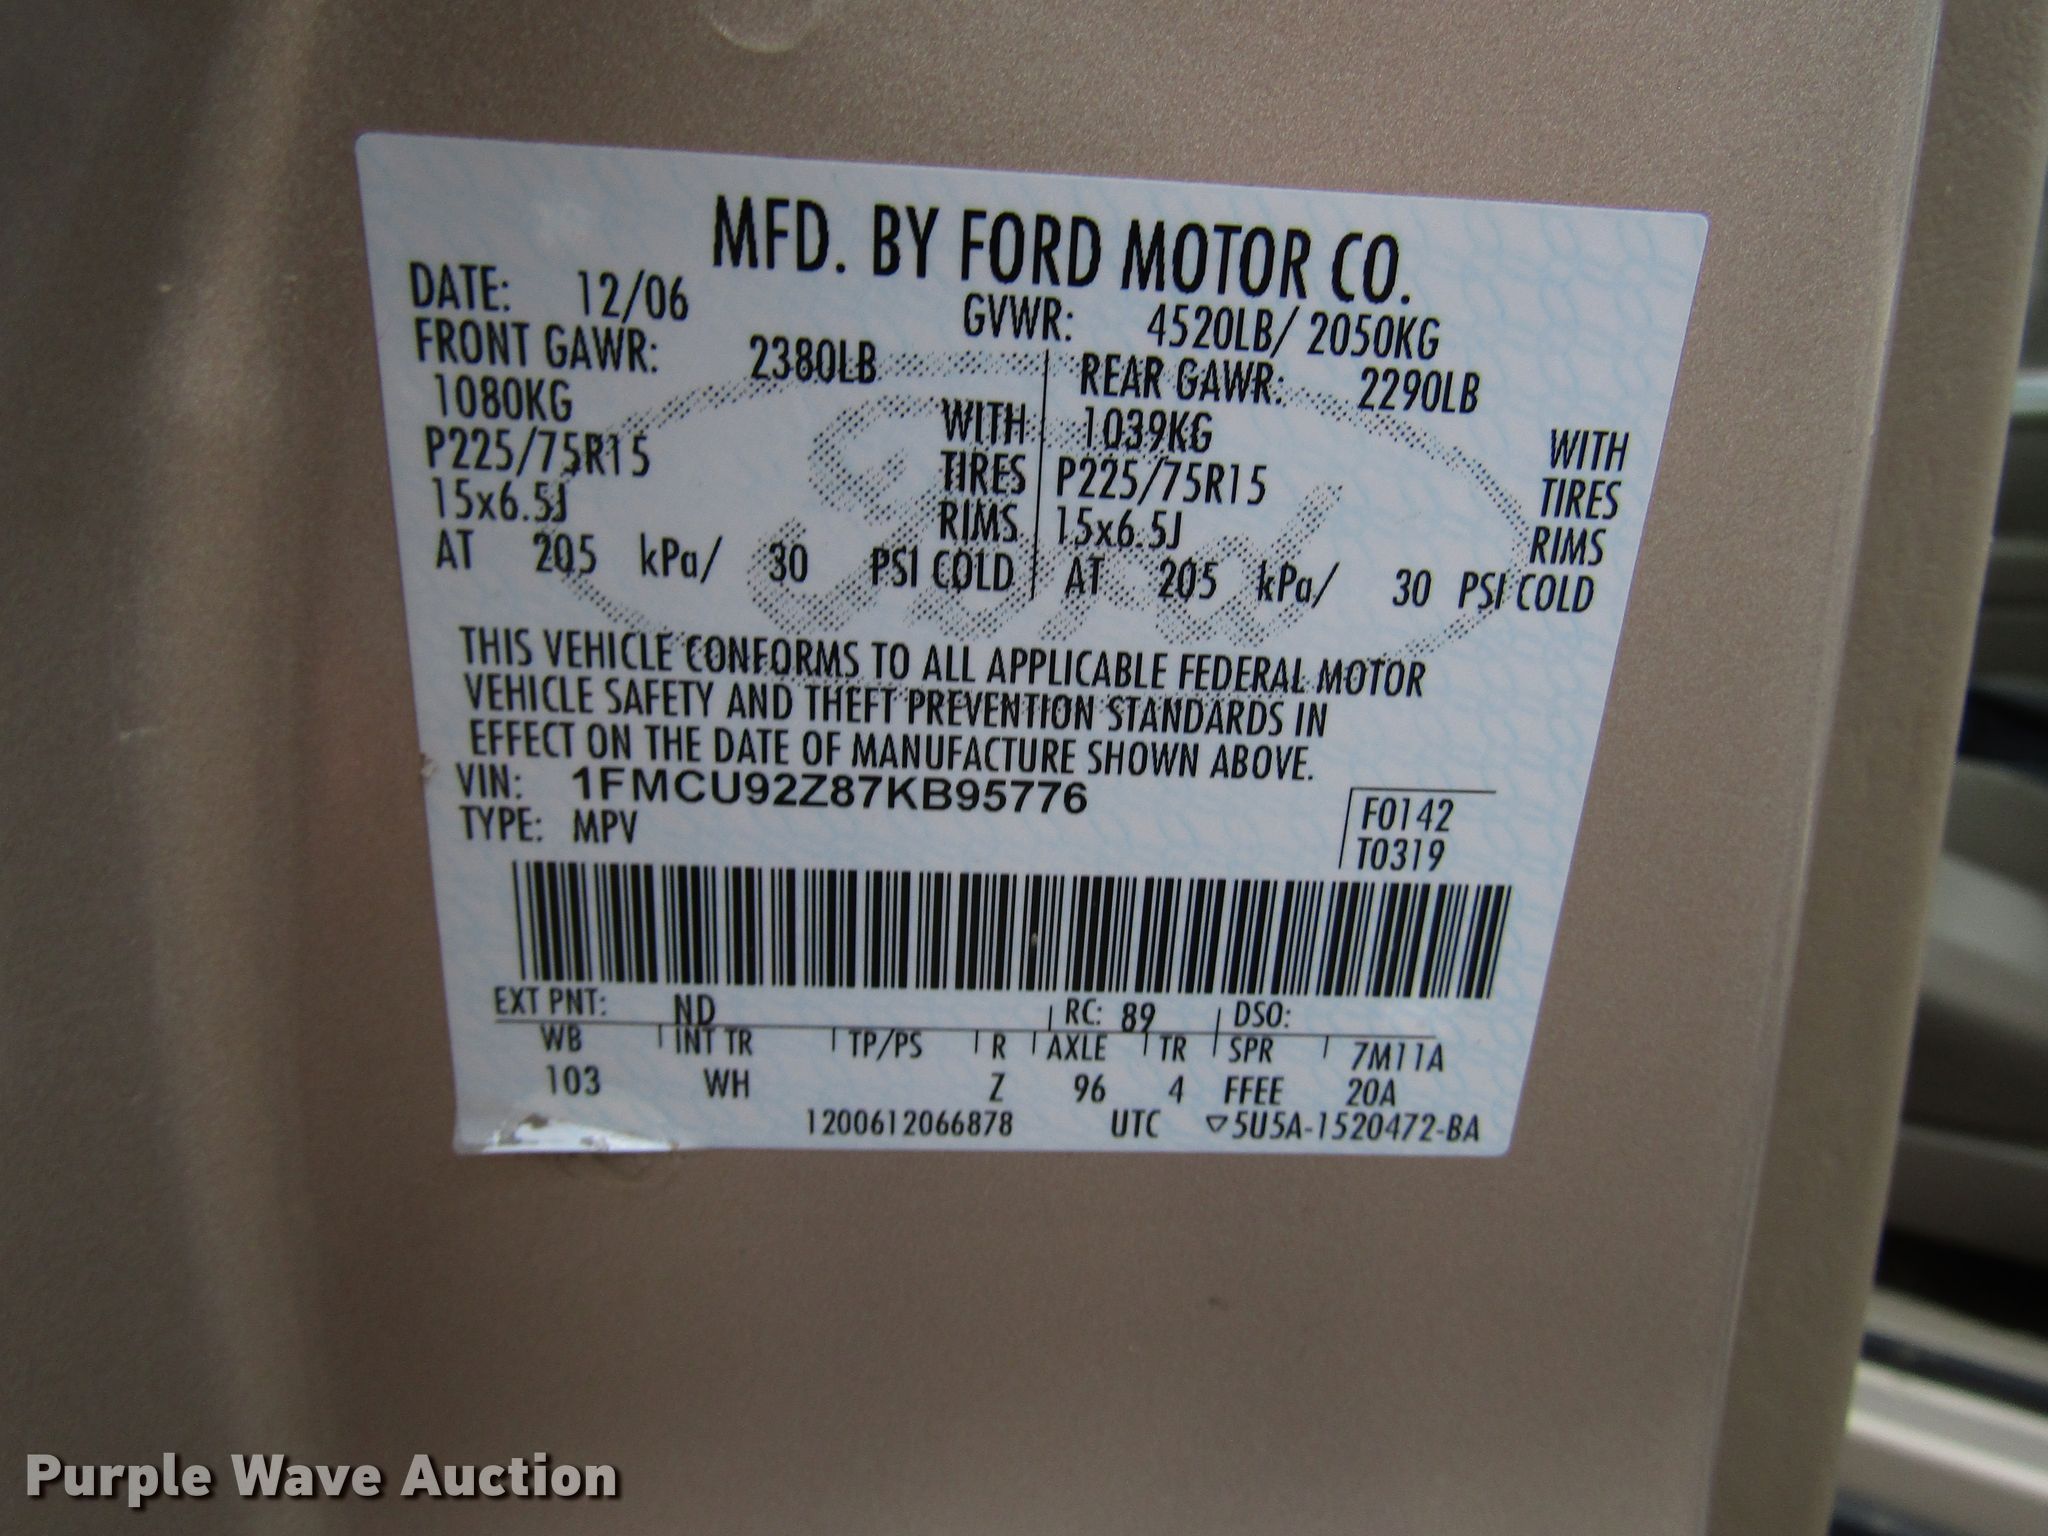 MFD. BY FORD MOTOR CO.
DATE: 12/06 GVWR: 4520LB/ 2050KG
FRONT GAWR: 2380LB REAR GAWR: 2290LB
1080KG WITH 1039KG WITH
P225/75R15 TIRES P225/75R15 TIRES
15x6.5J RIMS 15x6.5J RIMS
AT 205 kPa/ 30 PSI COLD AT 205 kPa/ 30 PSI COLD
Ford
THIS VEHICLE CONFORMS TO ALL APPLICABLE FEDERAL MOTOR
VEHICLE SAFETY AND THEFT PREVENTION STANDARDS IN
EFFECT ON THE DATE OF MANUFACTURE SHOWN ABOVE.
VIN: 1FMCU92Z87KB95776
TYPE: MPV
F0142
T0319
EXT PNT: ND RC: 89 DSO:
WB INT TR TP/PS R AXLE TR SPR 7M11A
103 WH Z 96 4 FFEE 20A
1200612066878 UTC ▽5U5A-1520472-BA
Purple Wave Auction